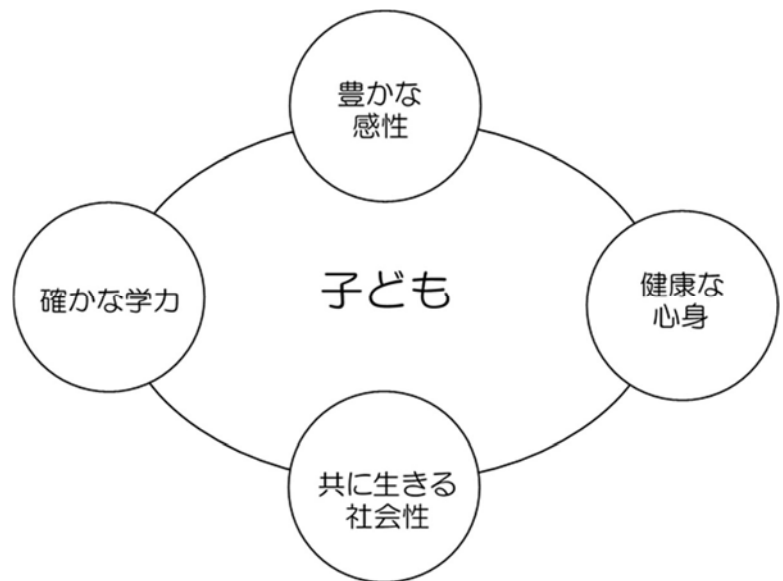 豊かな
感性
確かな学力
子ども
健康な
心身
共に生きる
社会性